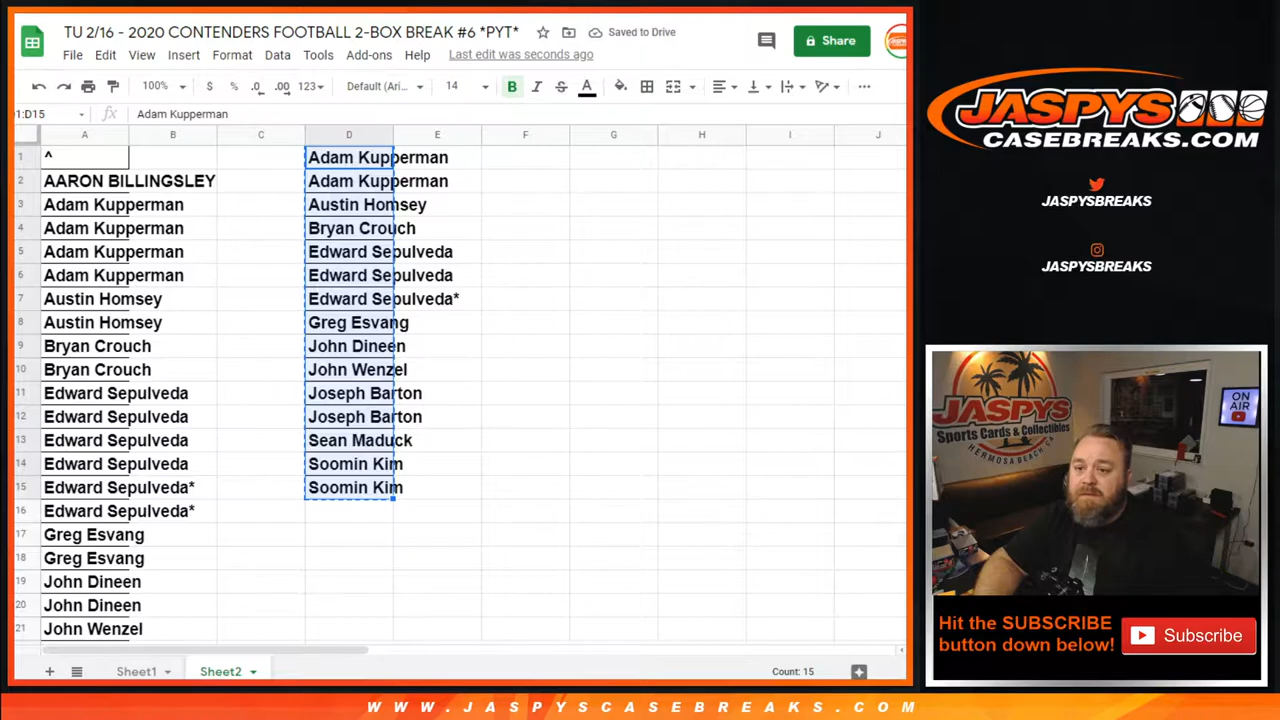 TU 2/16 - 2020 CONTENDERS FOOTBALL 2-BOX BREAK #6 *PYT*
Saved to Drive
Share
File Edit View Insert Format Data Tools Add-ons Help Last edit was seconds ago
100% $ % .0 .00 123 Default (Ari... 14 B I S A
1:D15 fx Adam Kupperman
A B C D E F G H I J
1 ^ Adam Kupperman
2 AARON BILLINGSLEY Adam Kupperman
3 Adam Kupperman Austin Homsey
4 Adam Kupperman Bryan Crouch
5 Adam Kupperman Edward Sepulveda
6 Adam Kupperman Edward Sepulveda
7 Austin Homsey Edward Sepulveda*
8 Austin Homsey Greg Esvang
9 Bryan Crouch John Dineen
10 Bryan Crouch John Wenzel
11 Edward Sepulveda Joseph Barton
12 Edward Sepulveda Joseph Barton
13 Edward Sepulveda Sean Maduck
14 Edward Sepulveda Soomin Kim
15 Edward Sepulveda* Soomin Kim
16 Edward Sepulveda*
17 Greg Esvang
18 Greg Esvang
19 John Dineen
20 John Dineen
21 John Wenzel
Sheet1 Sheet2 Count: 15
JASPYS
CASEBREAKS.COM
JASPYSBREAKS
JASPYSBREAKS
JASPYS
Sports Cards & Collectibles
HERMOSA BEACH CA
ON
AIR
Hit the SUBSCRIBE
button down below!
Subscribe
WWW.JASPYSCASEBREAKS.COM